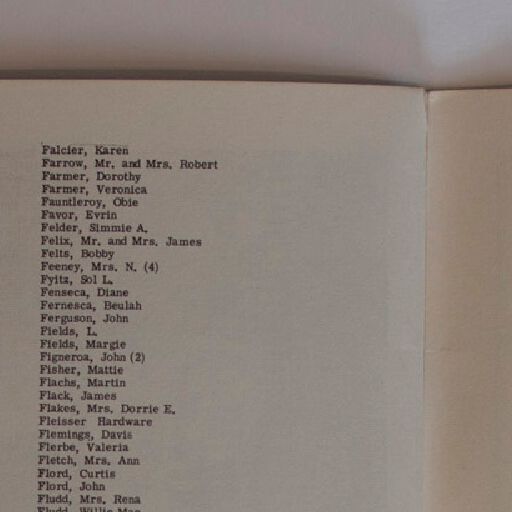 Falcier, Karen
Farrow, Mr. and Mrs. Robert
Farmer, Dorothy
Farmer, Veronica
Fauntleroy, Obie
Favor, Evrin
Felder, Simmie A.
Felix, Mr. and Mrs. James
Felts, Bobby
Feeney, Mrs. N. (4)
Fyitz, Sol L.
Fenseca, Diane
Fernesca, Beulah
Ferguson, John
Fields, L.
Fields, Margie
Figneroa, John (2)
Fisher, Mattie
Flachs, Martin
Flack, James
Flakes, Mrs. Dorrie E.
Fleisser Hardware
Flemings, Davis
Flerbe, Valeria
Fletch, Mrs. Ann
Flord, Curtis
Flord, John
Fludd, Mrs. Rena
Fludd, Willie Mae